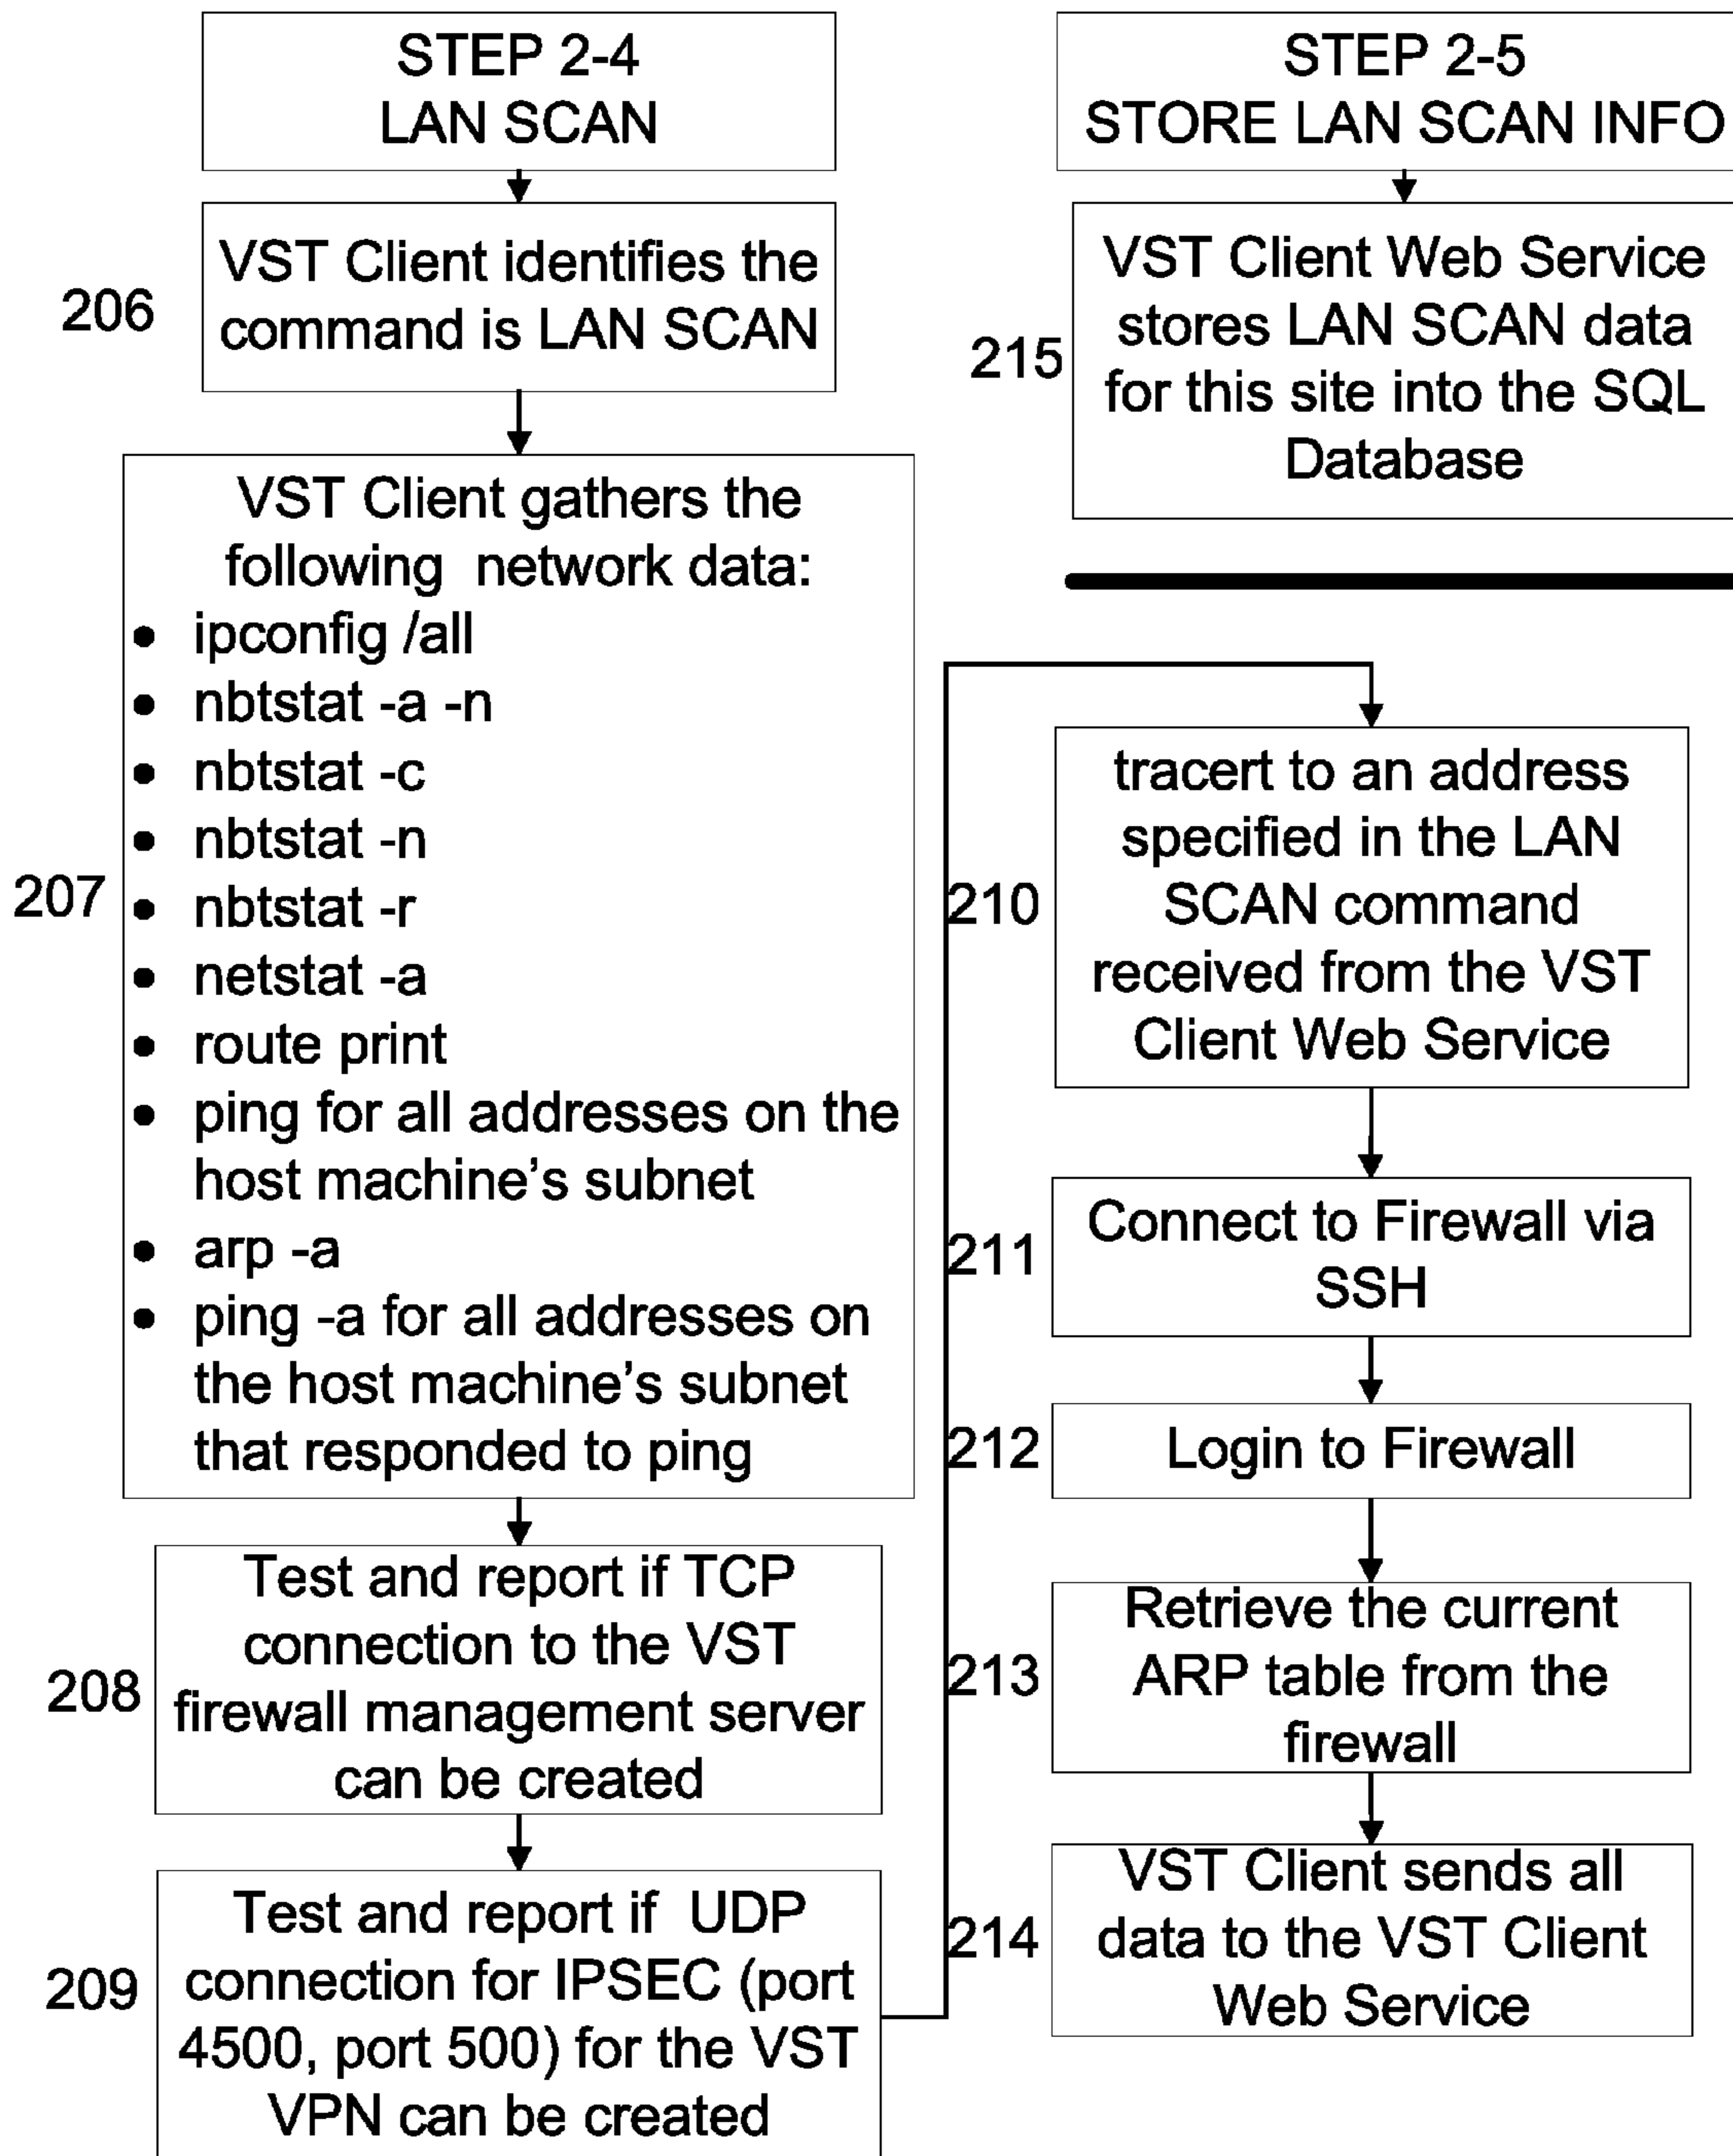 STEP 2-4
LAN SCAN
206
VST Client identifies the
command is LAN SCAN
207
VST Client gathers the
following network data:
• ipconfig /all
• nbtstat -a -n
• nbtstat -c
• nbtstat -n
• nbtstat -r
• netstat -a
• route print
• ping for all addresses on the
host machine's subnet
• arp -a
• ping -a for all addresses on
the host machine's subnet
that responded to ping
208
Test and report if TCP
connection to the VST
firewall management server
can be created
209
Test and report if UDP
connection for IPSEC (port
4500, port 500) for the VST
VPN can be created
210
tracert to an address
specified in the LAN
SCAN command
received from the VST
Client Web Service
211
Connect to Firewall via
SSH
212
Login to Firewall
213
Retrieve the current
ARP table from the
firewall
214
VST Client sends all
data to the VST Client
Web Service
STEP 2-5
STORE LAN SCAN INFO
215
VST Client Web Service
stores LAN SCAN data
for this site into the SQL
Database